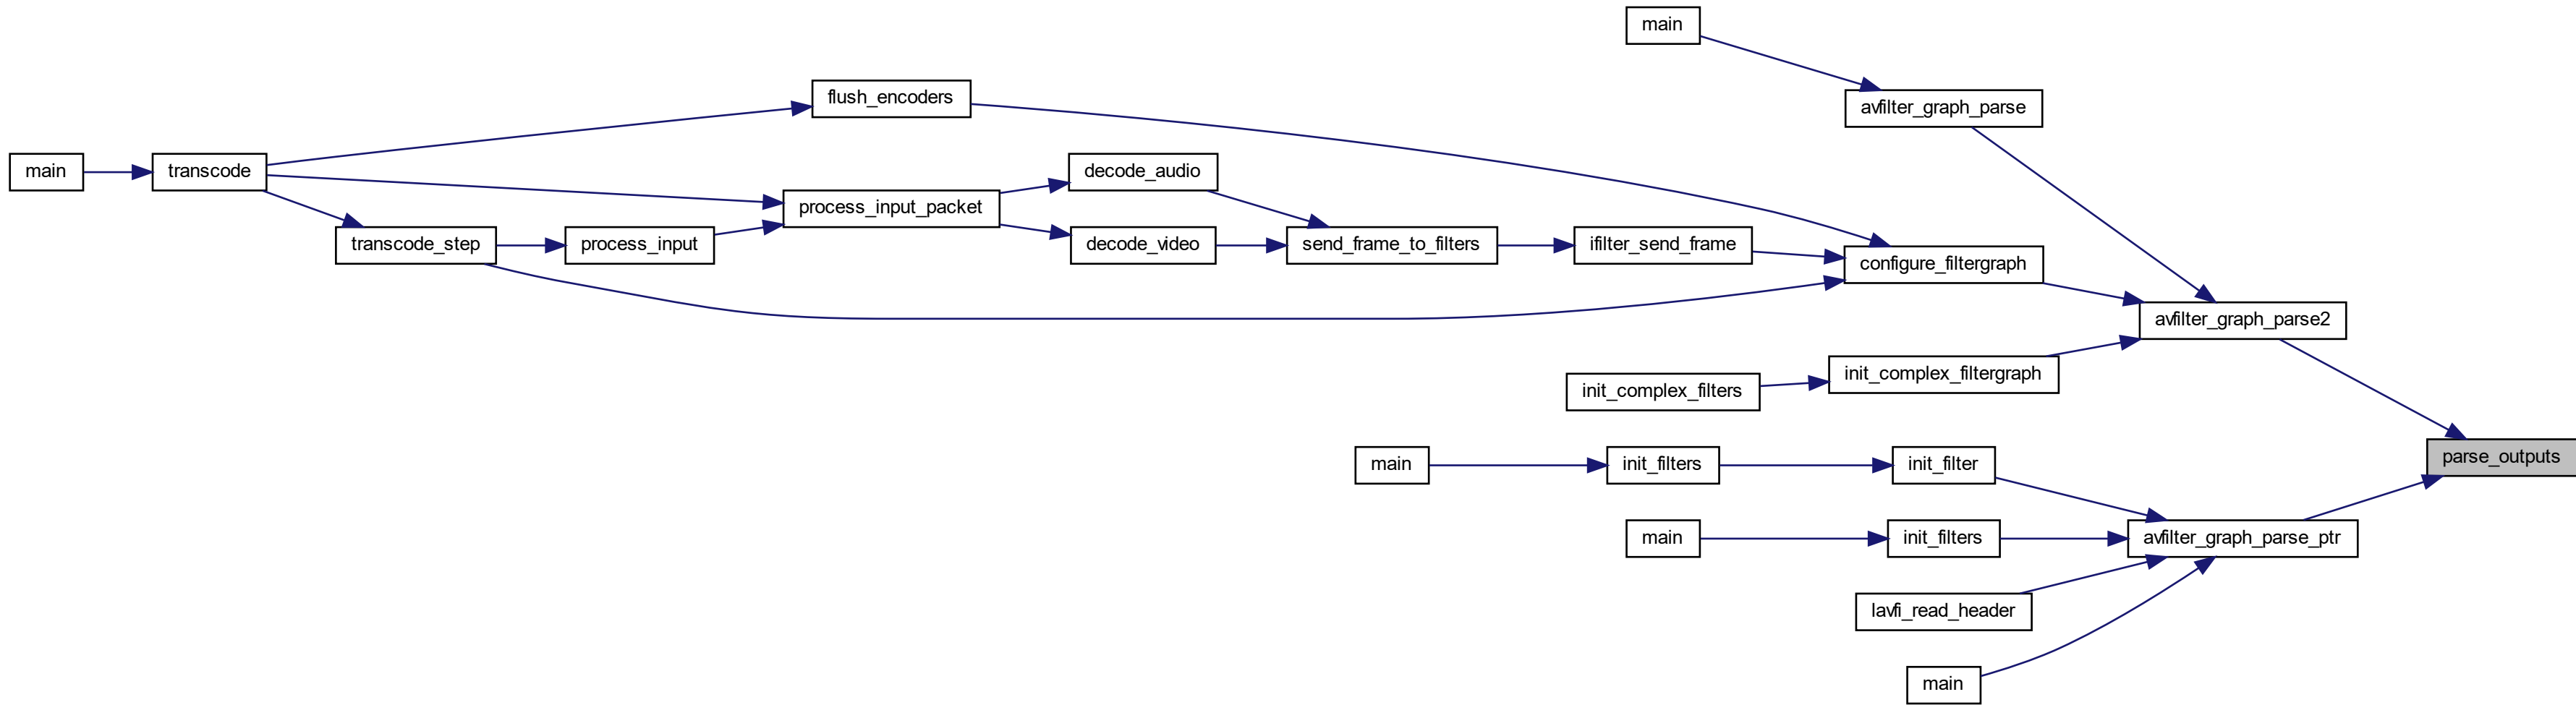 main
avfilter_graph_parse
flush_encoders
main
transcode
decode_audio
process_input_packet
transcode_step
process_input
decode_video
send_frame_to_filters
ifilter_send_frame
configure_filtergraph
avfilter_graph_parse2
init_complex_filtergraph
init_complex_filters
main
init_filters
init_filter
parse_outputs
main
init_filters
avfilter_graph_parse_ptr
lavfi_read_header
main